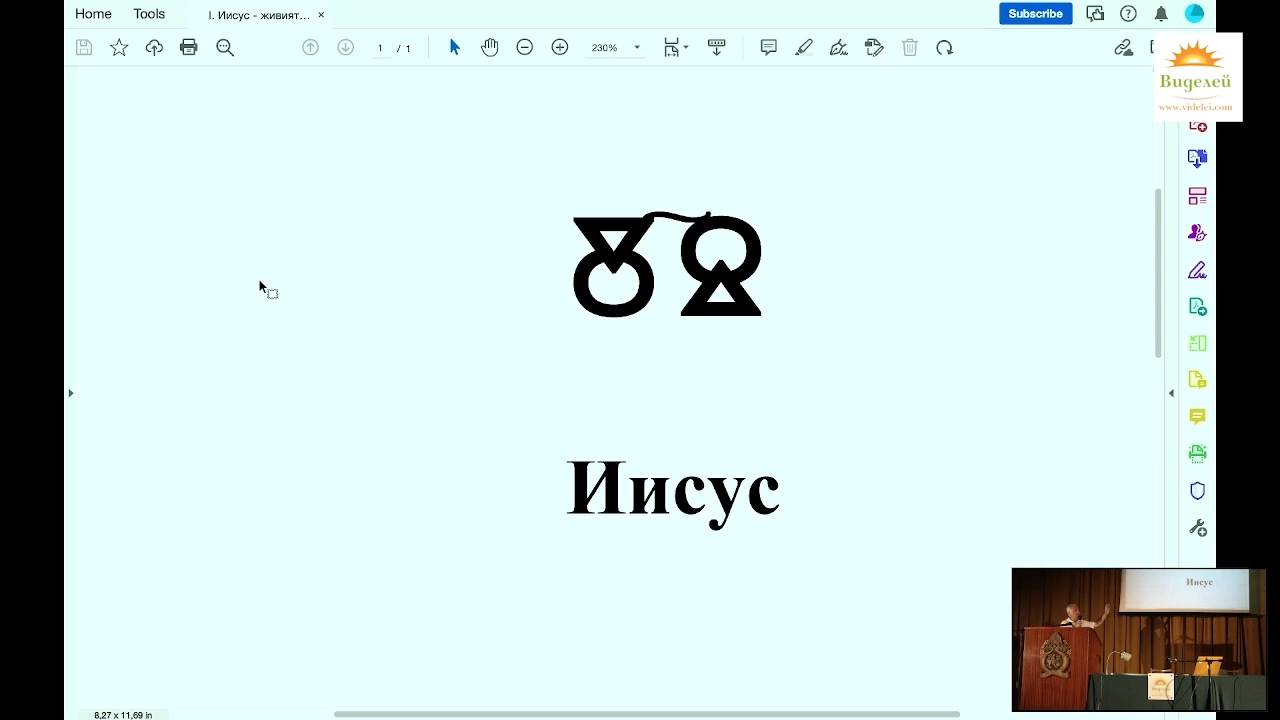 Home Tools I. Иисус - живият... × Subscribe
1 / 1 230%
Виделей
www.videlei.com
ⰋⰔ
Иисус
Иисус
8,27 x 11,69 in